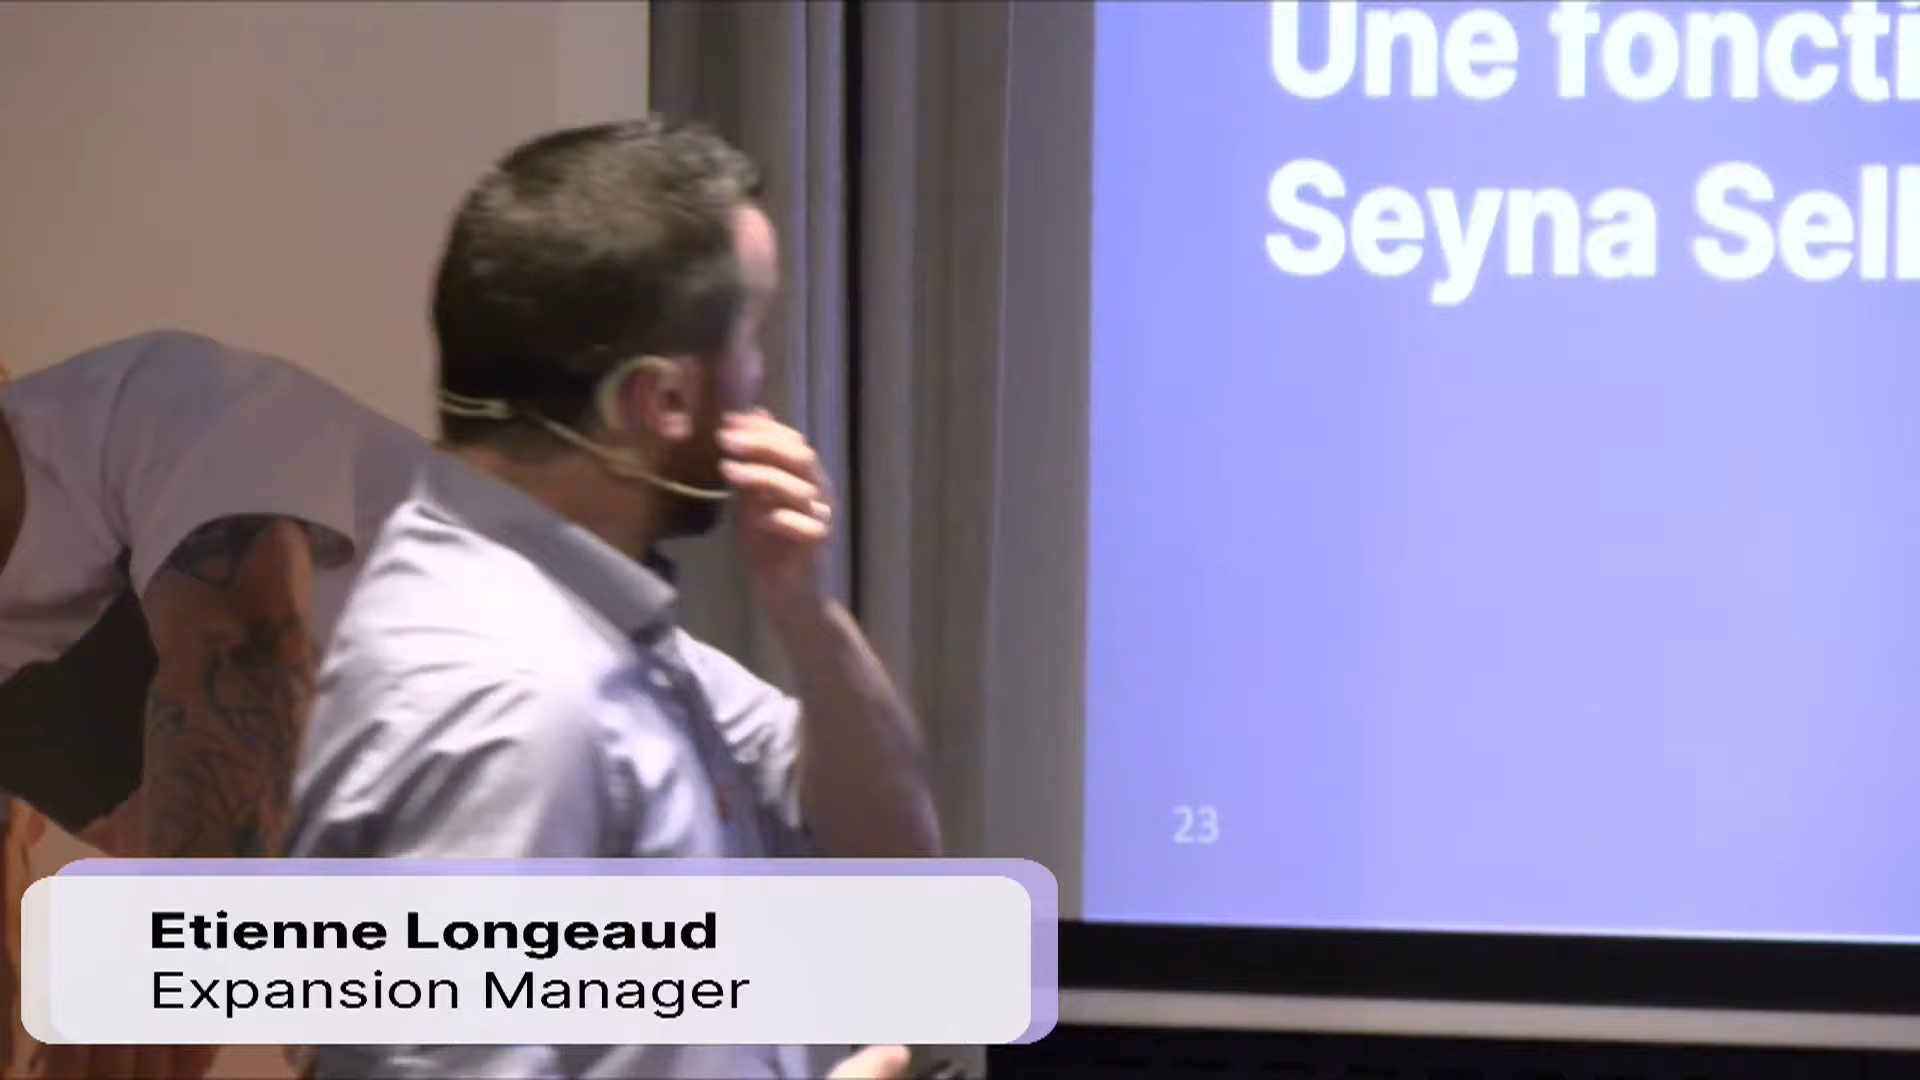 Une foncti
Seyna Sell
23
Etienne Longeaud
Expansion Manager